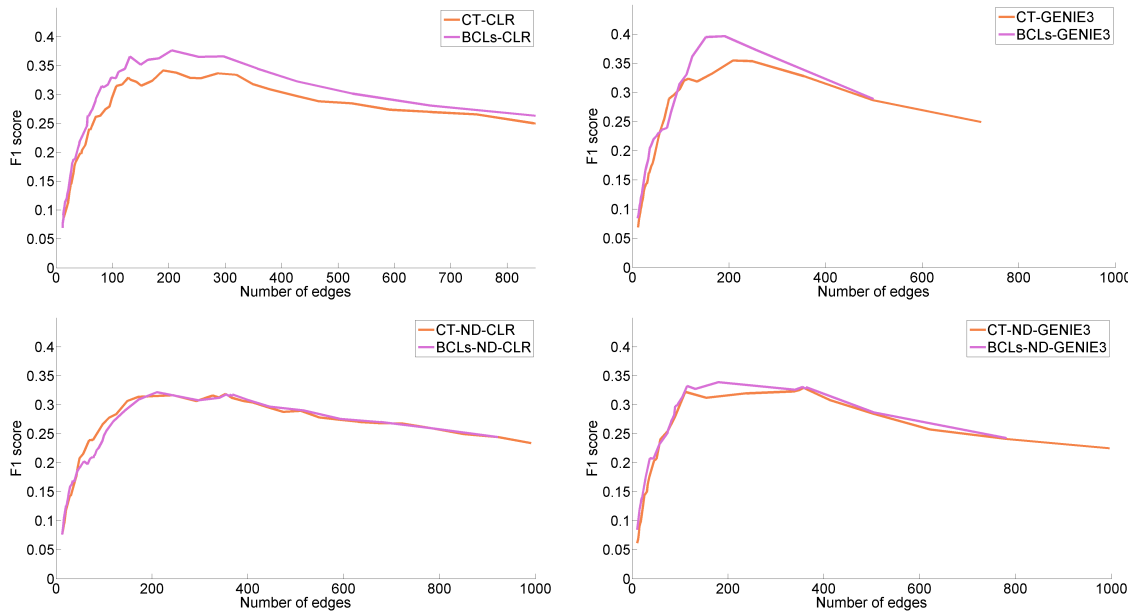 CT-CLR
BCLs-CLR
0.4
0.35
0.3
0.25
0.2
0.15
0.1
0.05
0
F1 score
0 100 200 300 400 500 600 700 800
Number of edges
CT-GENIE3
BCLs-GENIE3
0.4
0.35
0.3
0.25
0.2
0.15
0.1
0.05
0
F1 score
0 200 400 600 800 1000
Number of edges
CT-ND-CLR
BCLs-ND-CLR
0.4
0.35
0.3
0.25
0.2
0.15
0.1
0.05
0
F1 score
0 200 400 600 800 1000
Number of edges
CT-ND-GENIE3
BCLs-ND-GENIE3
0.4
0.35
0.3
0.25
0.2
0.15
0.1
0.05
0
F1 score
0 200 400 600 800 1000
Number of edges